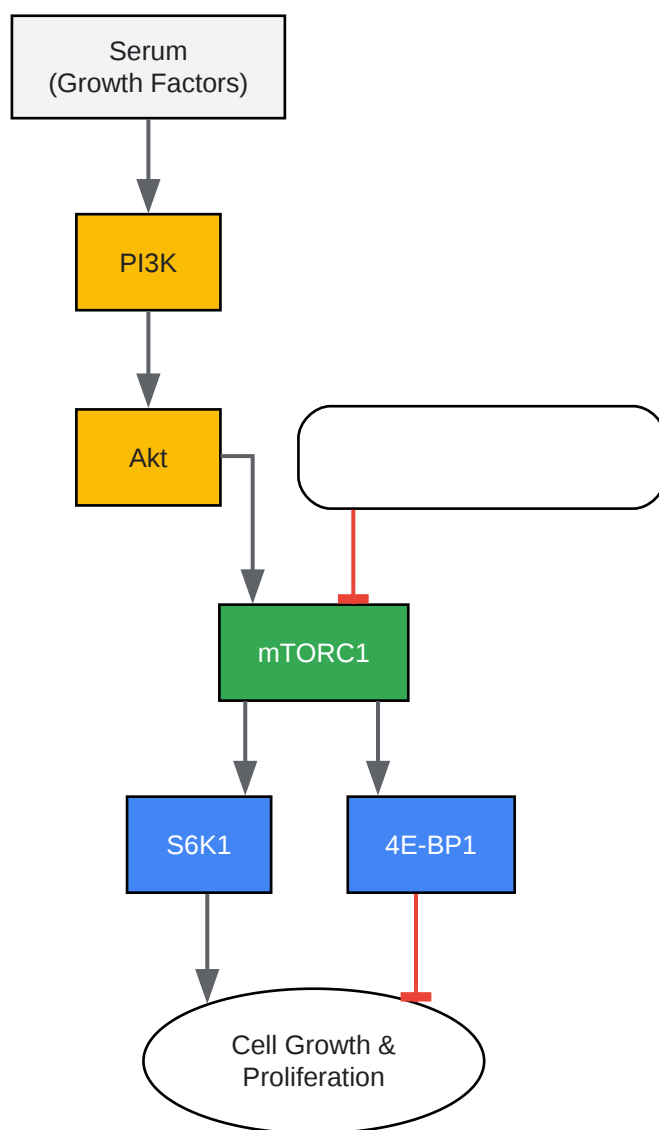 Serum
(Growth Factors)
PI3K
Akt
mTORC1
S6K1
4E-BP1
Cell Growth &
Proliferation